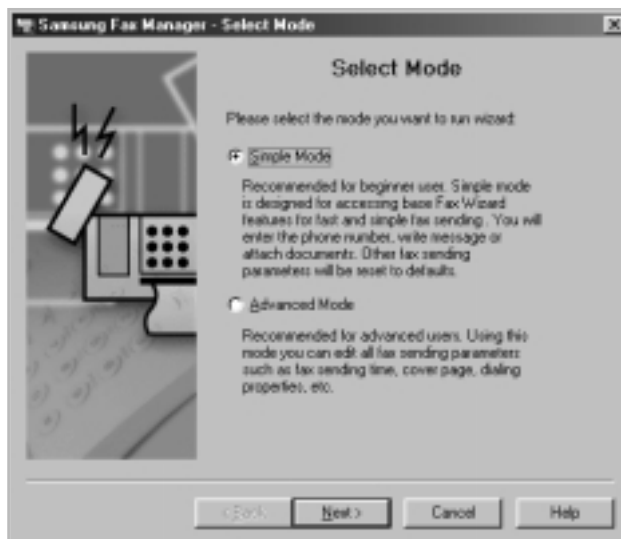 Samsung Fax Manager - Select Mode
Select Mode
Please select the mode you want to run wizard:
Simple Mode
Recommended for beginner user. Simple mode
is designed for accessing base Fax Wizard
features for fast and simple fax sending . You will
enter the phone number, write message or
attach documents. Other fax sending
parameters will be reset to defaults.
Advanced Mode
Recommended for advanced users. Using this
mode you can edit all fax sending parameters
such as fax sending time, cover page, dialing
properties, etc.
< Back Next > Cancel Help